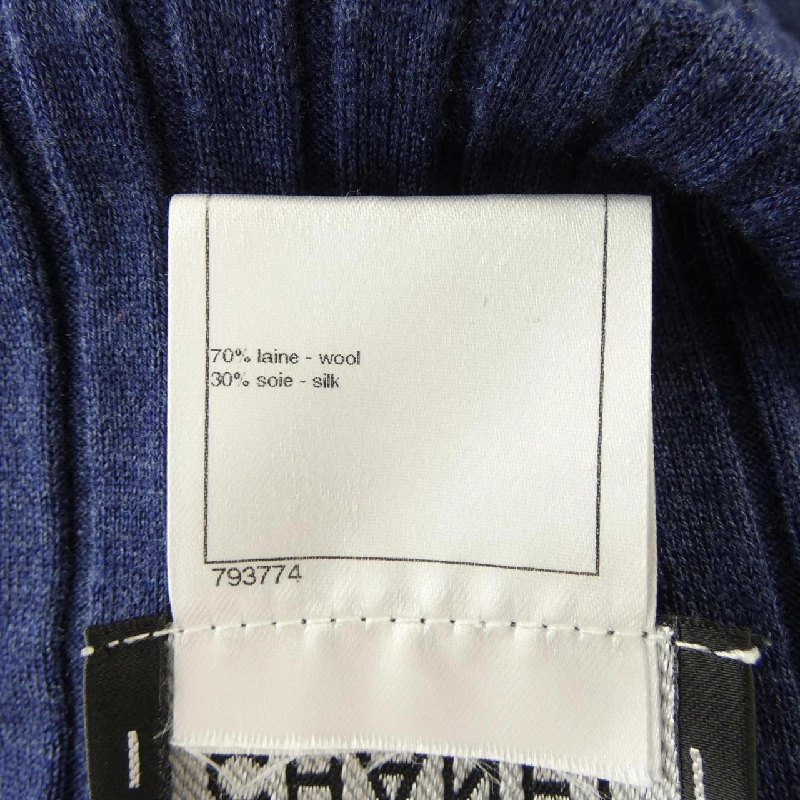 70% laine - wool
30% soie - silk
793774